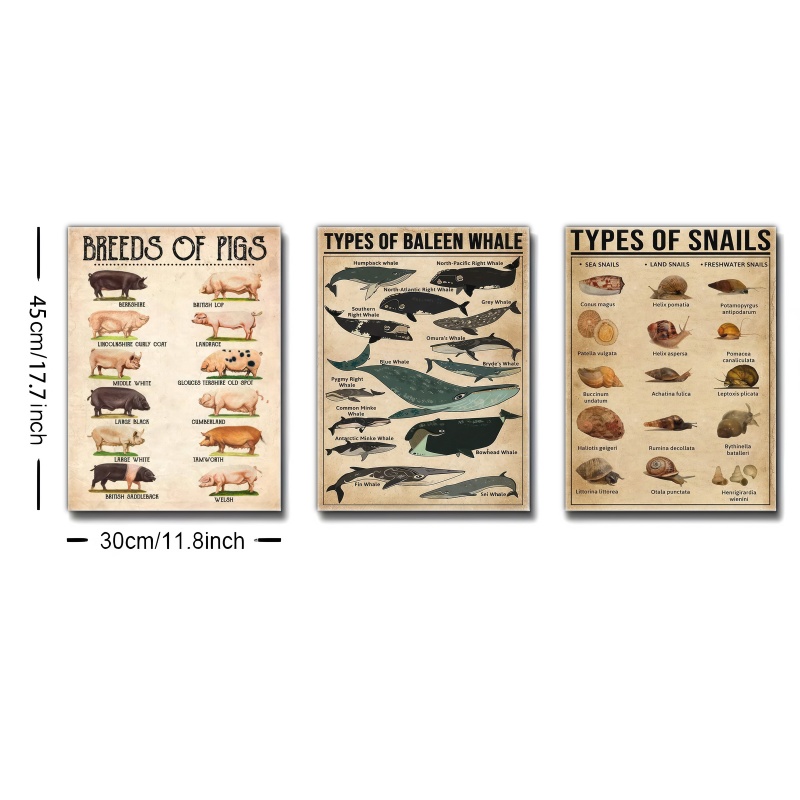 45cm/17.7inch
30cm/11.8inch
BREEDS OF PIGS
BERKSHIRE
BRITISH LOP
LINCOLNSHIRE CURLY COAT
LANDRACE
MIDDLE WHITE
GLOUCESTERSHIRE OLD SPOT
LARGE BLACK
CUMBERLAND
LARGE WHITE
TAMWORTH
BRITISH SADDLEBACK
WELSH
TYPES OF BALEEN WHALE
Humpback whale
North-Pacific Right Whale
North-Atlantic Right Whale
Grey Whale
Southern
Right Whale
Omura's Whale
Blue Whale
Bryde's Whale
Pygmy Right
Whale
Common Minke
Whale
Antarctic Minke Whale
Bowhead Whale
Fin Whale
Sei Whale
TYPES OF SNAILS
• SEA SNAILS
• LAND SNAILS
• FRESHWATER SNAILS
Conus magus
Helix pomatia
Potamopyrgus
antipodarum
Patella vulgata
Helix aspersa
Pomacea
canaliculata
Buccinum
undatum
Achatina fulica
Leptoxis plicata
Haliotis geigeri
Rumina decollata
Bythinella
batalleri
Littorina littorea
Otala punctata
Henrigirardia
wienini